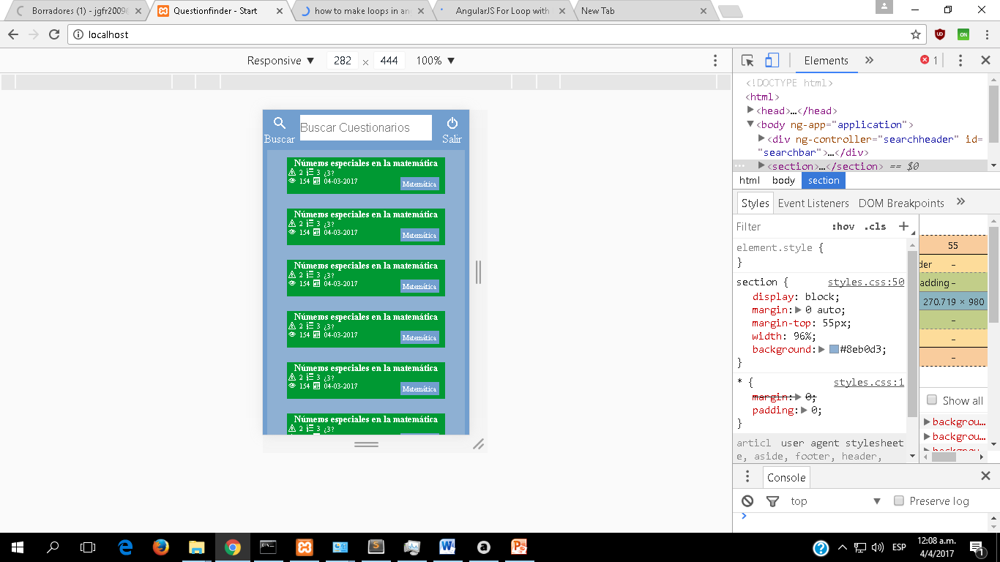 Borradores (1) - jgfr2009@
Questionfinder - Start
how to make loops in an
AngularJS For Loop with
New Tab
localhost
UD
ON
Responsive ▼ 282 × 444 100% ▼
Elements » 1
<!DOCTYPE html>
<html>
▶<head>…</head>
▼<body ng-app="application">
▶<div ng-controller="searchheader" id=
"searchbar">…</div>
…▶<section>…</section> == $0
html body section
Styles Event Listeners DOM Breakpoints »
Filter :hov .cls +
element.style {
}
section { styles.css:50
display: block;
margin:▶0 auto;
margin-top: 55px;
width: 96%;
background:▶#8eb0d3;
}
* { styles.css:1
margin:▶0;
padding:▶0;
}
articl user agent stylesheet
e, aside, footer, header,
55
der –
adding –
270.719 × 980
–
–
–
Show all
▶backgrou…
▶backgrou…
▶backgrou…
Console
top ▼ Preserve log
>
Buscar
Buscar Cuestionarios
Salir
Números especiales en la matemática
2 3 ¿3?
154 04-03-2017
Matemática
Números especiales en la matemática
2 3 ¿3?
154 04-03-2017
Matemática
Números especiales en la matemática
2 3 ¿3?
154 04-03-2017
Matemática
Números especiales en la matemática
2 3 ¿3?
154 04-03-2017
Matemática
Números especiales en la matemática
2 3 ¿3?
154 04-03-2017
Matemática
Números especiales en la matemática
2 3 ¿3?
ESP
12:08 a.m.
4/4/2017
1